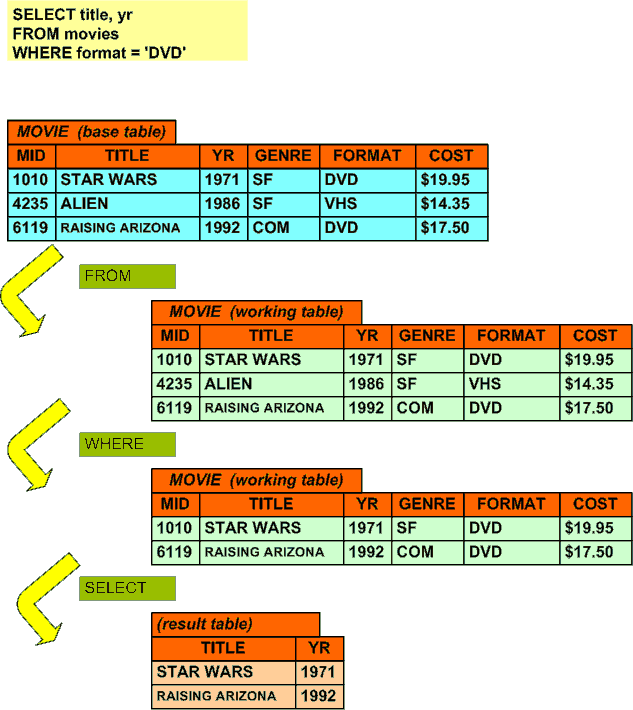 SELECT title, yr
FROM movies
WHERE format = 'DVD'
MOVIE (base table)
MID TITLE YR GENRE FORMAT COST
1010 STAR WARS 1971 SF DVD $19.95
4235 ALIEN 1986 SF VHS $14.35
6119 RAISING ARIZONA 1992 COM DVD $17.50
FROM
MOVIE (working table)
MID TITLE YR GENRE FORMAT COST
1010 STAR WARS 1971 SF DVD $19.95
4235 ALIEN 1986 SF VHS $14.35
6119 RAISING ARIZONA 1992 COM DVD $17.50
WHERE
MOVIE (working table)
MID TITLE YR GENRE FORMAT COST
1010 STAR WARS 1971 SF DVD $19.95
6119 RAISING ARIZONA 1992 COM DVD $17.50
SELECT
(result table)
TITLE YR
STAR WARS 1971
RAISING ARIZONA 1992